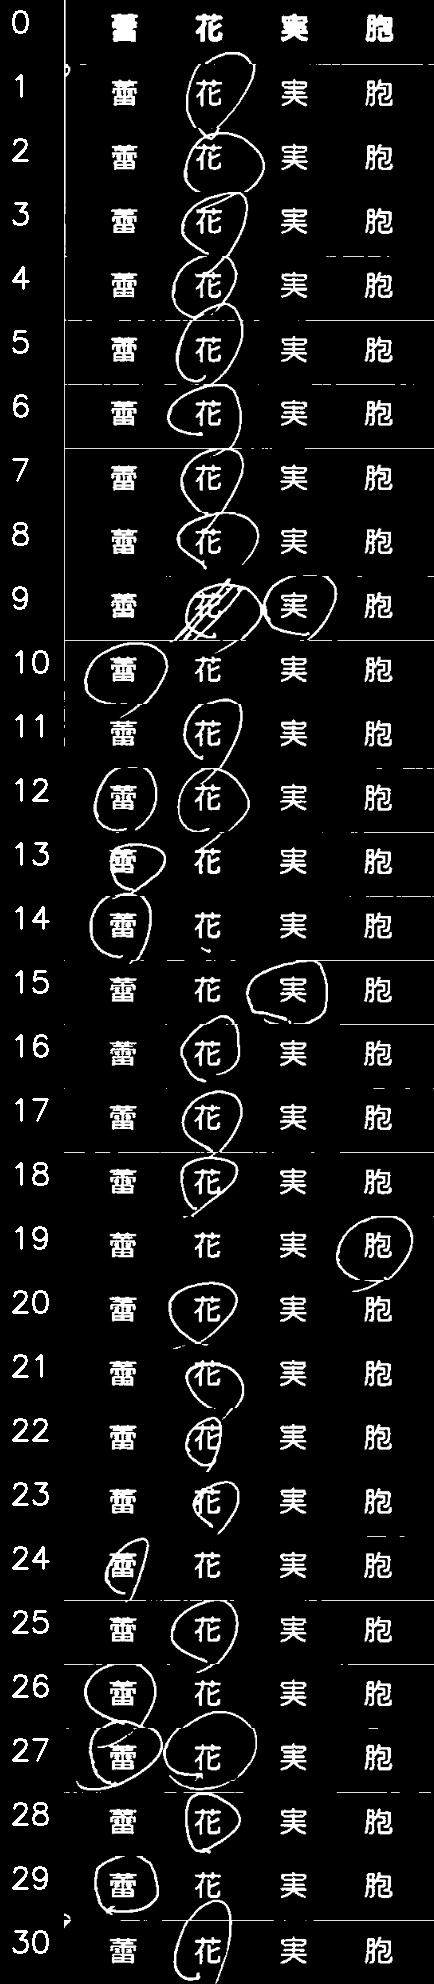 0 蕾 花 実 胞
1 蕾 花 実 胞
2 蕾 花 実 胞
3 蕾 花 実 胞
4 蕾 花 実 胞
5 蕾 花 実 胞
6 蕾 花 実 胞
7 蕾 花 実 胞
8 蕾 花 実 胞
9 蕾 花 実 胞
10 蕾 花 実 胞
11 蕾 花 実 胞
12 蕾 花 実 胞
13 蕾 花 実 胞
14 蕾 花 実 胞
15 蕾 花 実 胞
16 蕾 花 実 胞
17 蕾 花 実 胞
18 蕾 花 実 胞
19 蕾 花 実 胞
20 蕾 花 実 胞
21 蕾 花 実 胞
22 蕾 花 実 胞
23 蕾 花 実 胞
24 蕾 花 実 胞
25 蕾 花 実 胞
26 蕾 花 実 胞
27 蕾 花 実 胞
28 蕾 花 実 胞
29 蕾 花 実 胞
30 蕾 花 実 胞